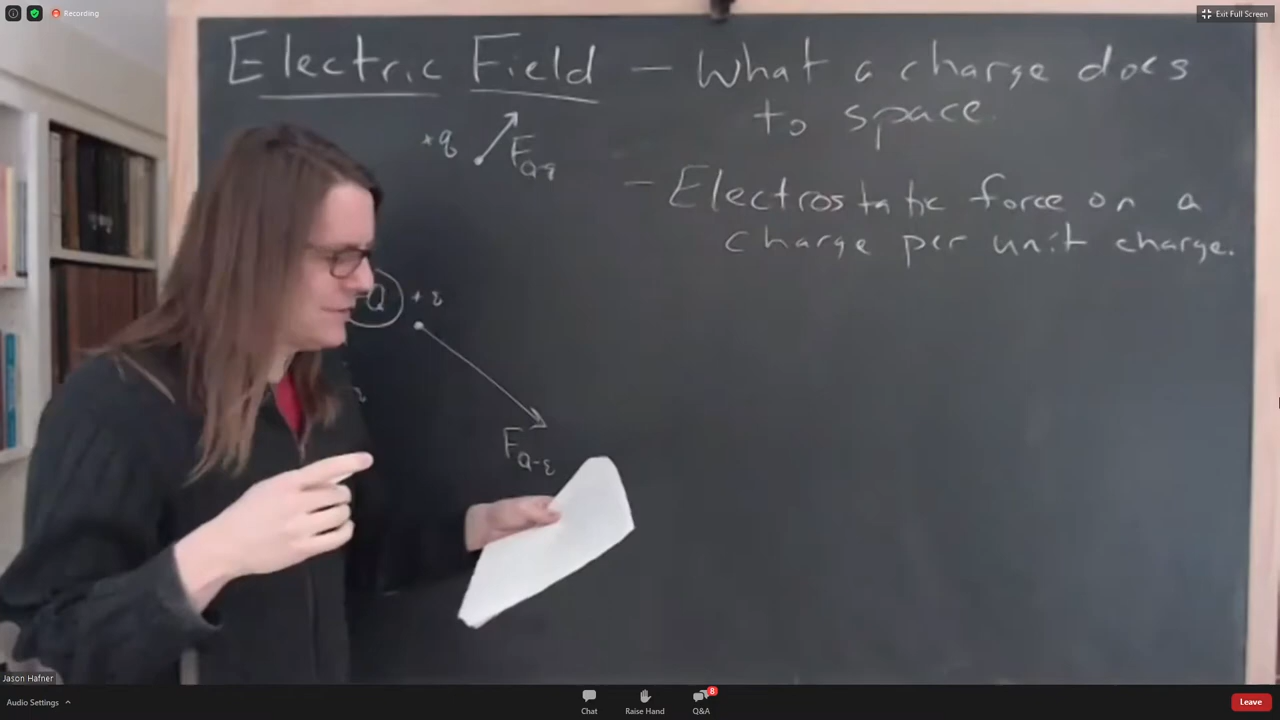 Recording
Exit Full Screen
Electric Field — What a charge does
to space.
+q
F
- Electrostatic force on a
charge per unit charge.
Q
+
F
Jason Hafner
Audio Settings
Chat
Raise Hand
Q&A
8
Leave